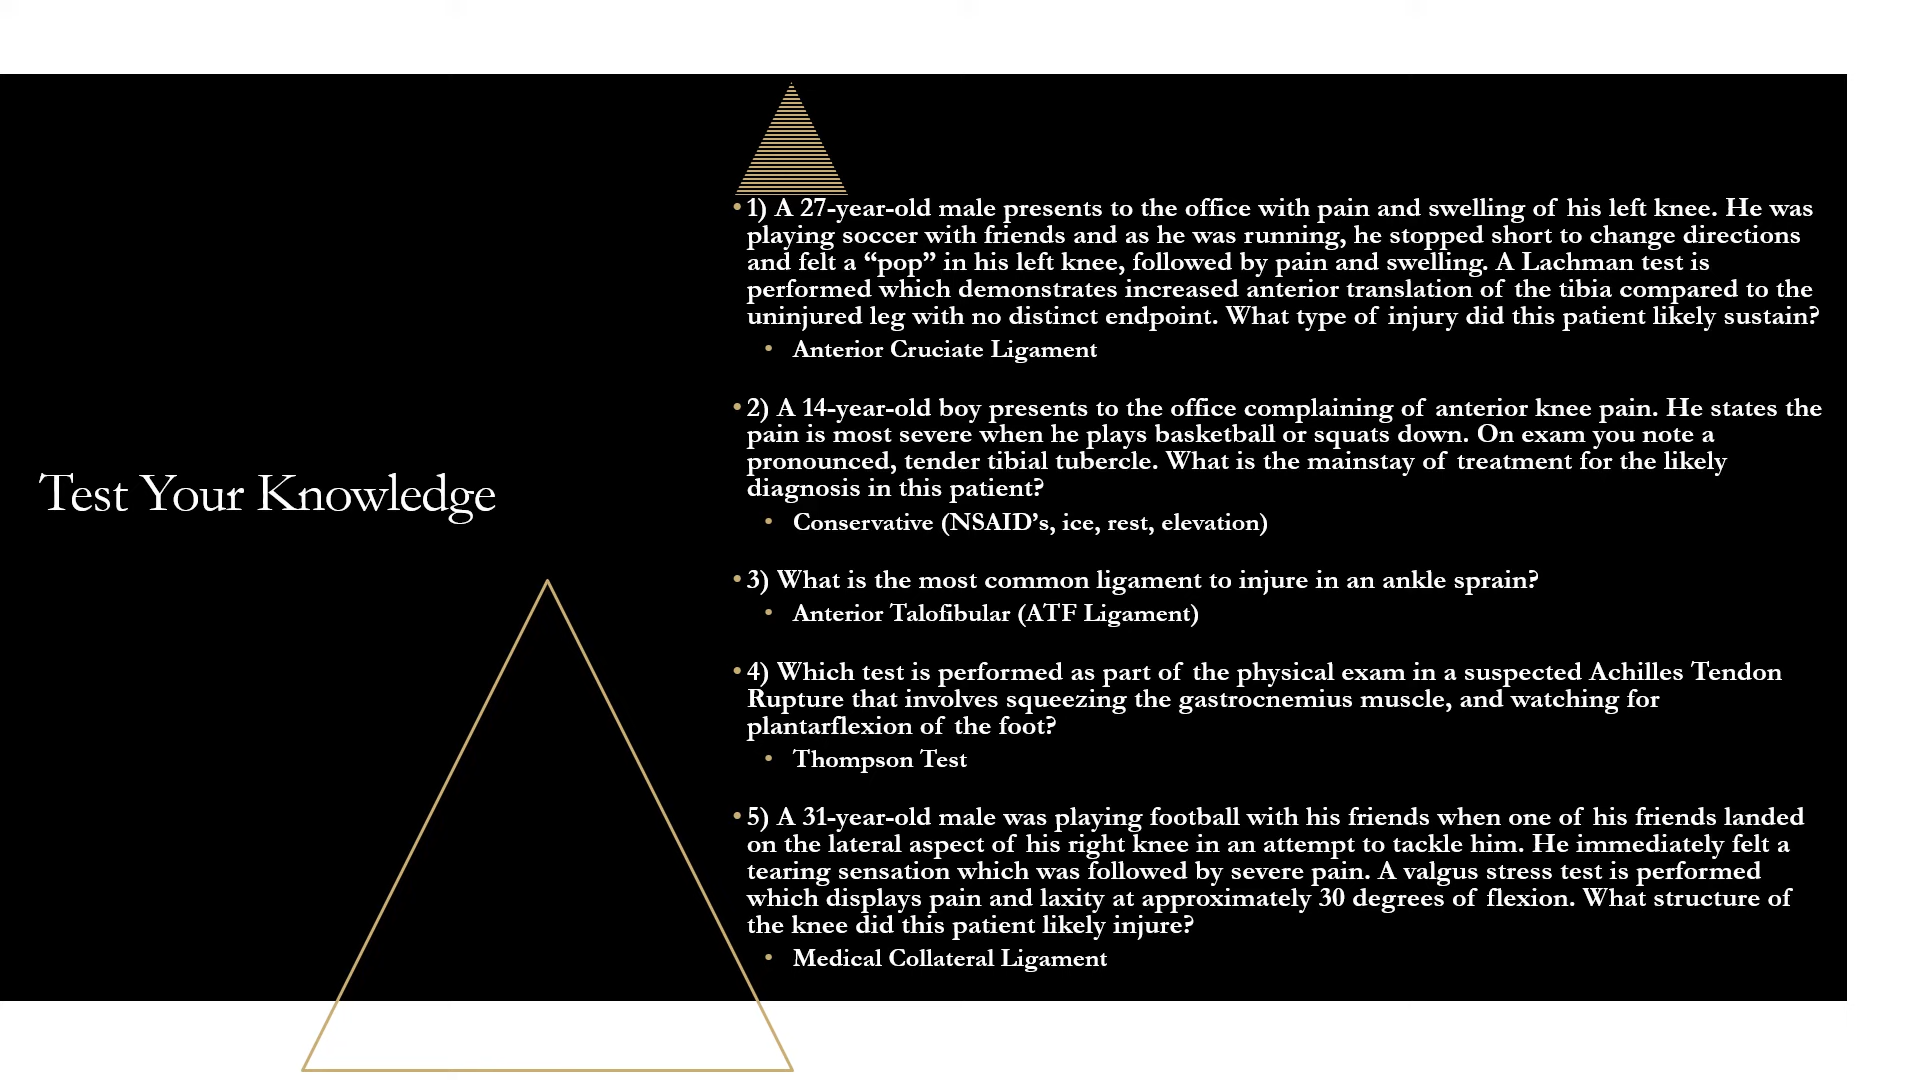 Test Your Knowledge
• 1) A 27-year-old male presents to the office with pain and swelling of his left knee. He was
playing soccer with friends and as he was running, he stopped short to change directions
and felt a “pop” in his left knee, followed by pain and swelling. A Lachman test is
performed which demonstrates increased anterior translation of the tibia compared to the
uninjured leg with no distinct endpoint. What type of injury did this patient likely sustain?
• Anterior Cruciate Ligament
• 2) A 14-year-old boy presents to the office complaining of anterior knee pain. He states the
pain is most severe when he plays basketball or squats down. On exam you note a
pronounced, tender tibial tubercle. What is the mainstay of treatment for the likely
diagnosis in this patient?
• Conservative (NSAID’s, ice, rest, elevation)
• 3) What is the most common ligament to injure in an ankle sprain?
• Anterior Talofibular (ATF Ligament)
• 4) Which test is performed as part of the physical exam in a suspected Achilles Tendon
Rupture that involves squeezing the gastrocnemius muscle, and watching for
plantarflexion of the foot?
• Thompson Test
• 5) A 31-year-old male was playing football with his friends when one of his friends landed
on the lateral aspect of his right knee in an attempt to tackle him. He immediately felt a
tearing sensation which was followed by severe pain. A valgus stress test is performed
which displays pain and laxity at approximately 30 degrees of flexion. What structure of
the knee did this patient likely injure?
• Medical Collateral Ligament